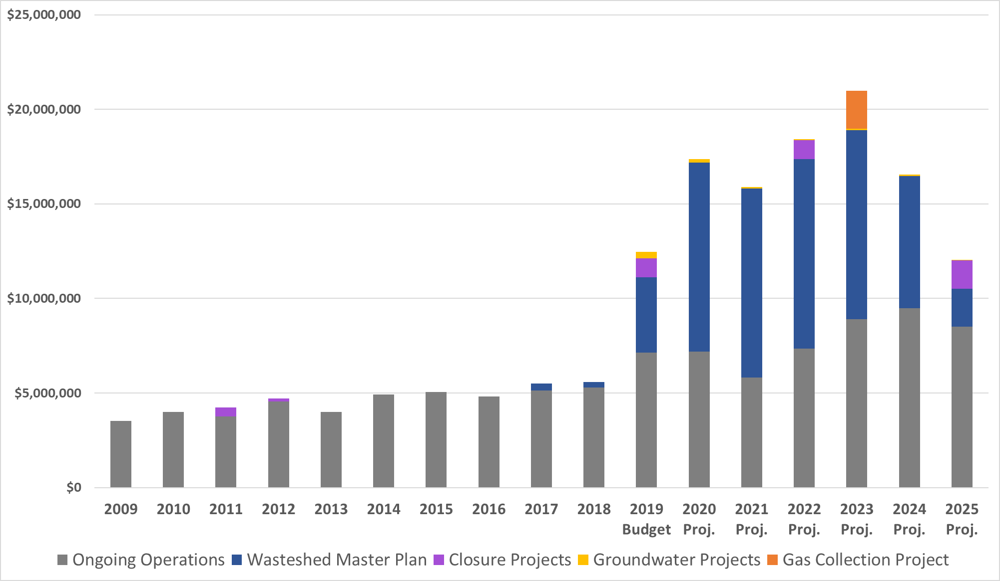 $25,000,000
$20,000,000
$15,000,000
$10,000,000
$5,000,000
$0
2009 2010 2011 2012 2013 2014 2015 2016 2017 2018 2019 2020 2021 2022 2023 2024 2025
Budget Proj. Proj. Proj. Proj. Proj. Proj.
Ongoing Operations Wasteshed Master Plan Closure Projects Groundwater Projects Gas Collection Project